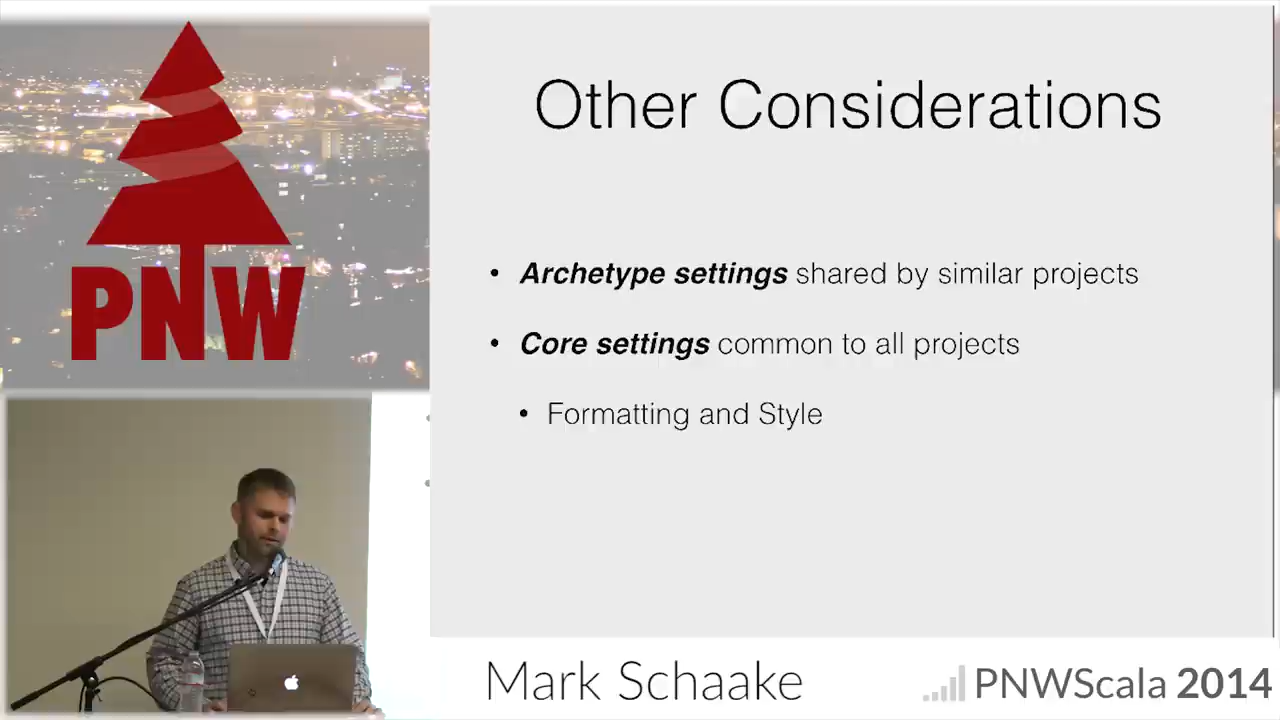 PNW
Other Considerations
• Archetype settings shared by similar projects
• Core settings common to all projects
• Formatting and Style
Mark Schaake
PNWScala 2014